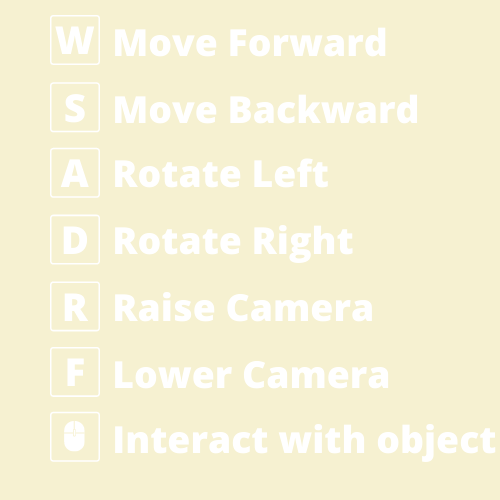 W Move Forward
S Move Backward
A Rotate Left
D Rotate Right
R Raise Camera
F Lower Camera
Interact with object